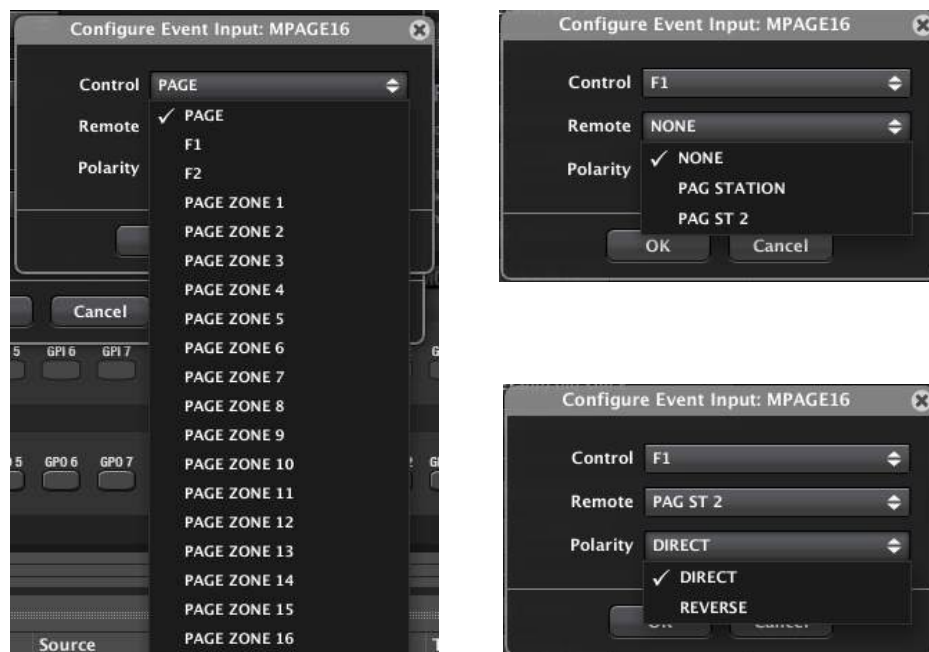 Configure Event Input: MPAGE16
Control PAGE
Remote
Polarity
✓ PAGE
F1
F2
PAGE ZONE 1
PAGE ZONE 2
PAGE ZONE 3
PAGE ZONE 4
PAGE ZONE 5
PAGE ZONE 6
PAGE ZONE 7
PAGE ZONE 8
PAGE ZONE 9
PAGE ZONE 10
PAGE ZONE 11
PAGE ZONE 12
PAGE ZONE 13
PAGE ZONE 14
PAGE ZONE 15
PAGE ZONE 16
Cancel
5 GPI 6 GPI 7
5 GPO 6 GPO 7
Source
Configure Event Input: MPAGE16
Control F1
Remote NONE
Polarity
✓ NONE
PAG STATION
PAG ST 2
OK Cancel
Configure Event Input: MPAGE16
Control F1
Remote PAG ST 2
Polarity DIRECT
✓ DIRECT
REVERSE